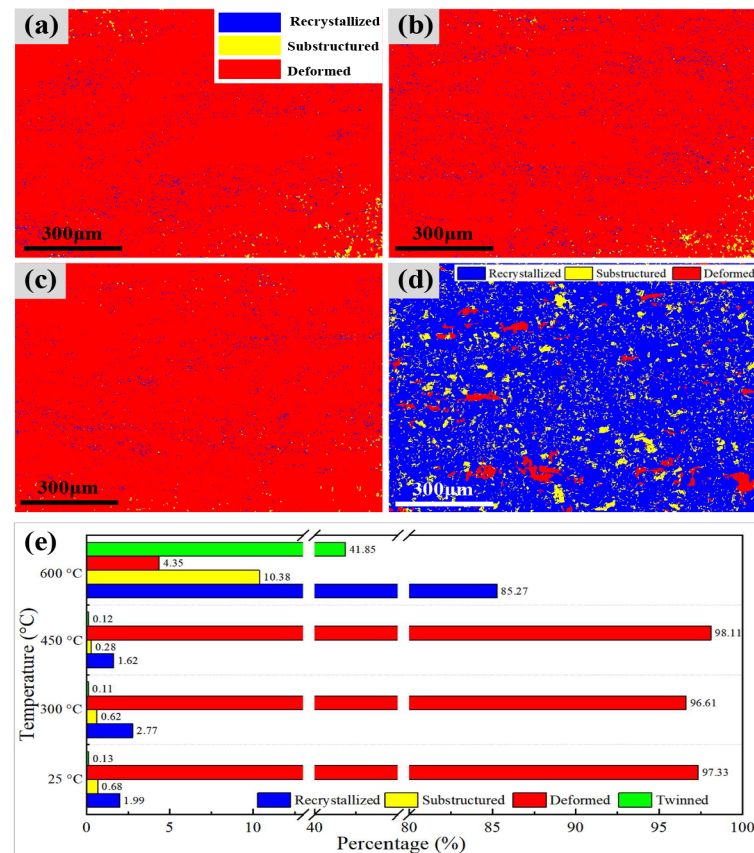 (a)
Recrystallized
Substructured
Deformed
300μm
(b)
300μm
(c)
300μm
(d)
Recrystallized Substructured Deformed
300μm
(e)
Temperature (°C)
600 °C
450 °C
300 °C
25 °C
41.85
4.35
10.38
85.27
0.12
98.11
0.28
1.62
0.11
96.61
0.62
2.77
0.13
97.33
0.68
1.99
Recrystallized Substructured Deformed Twinned
0 5 10 40 80 85 90 95 100
Percentage (%)